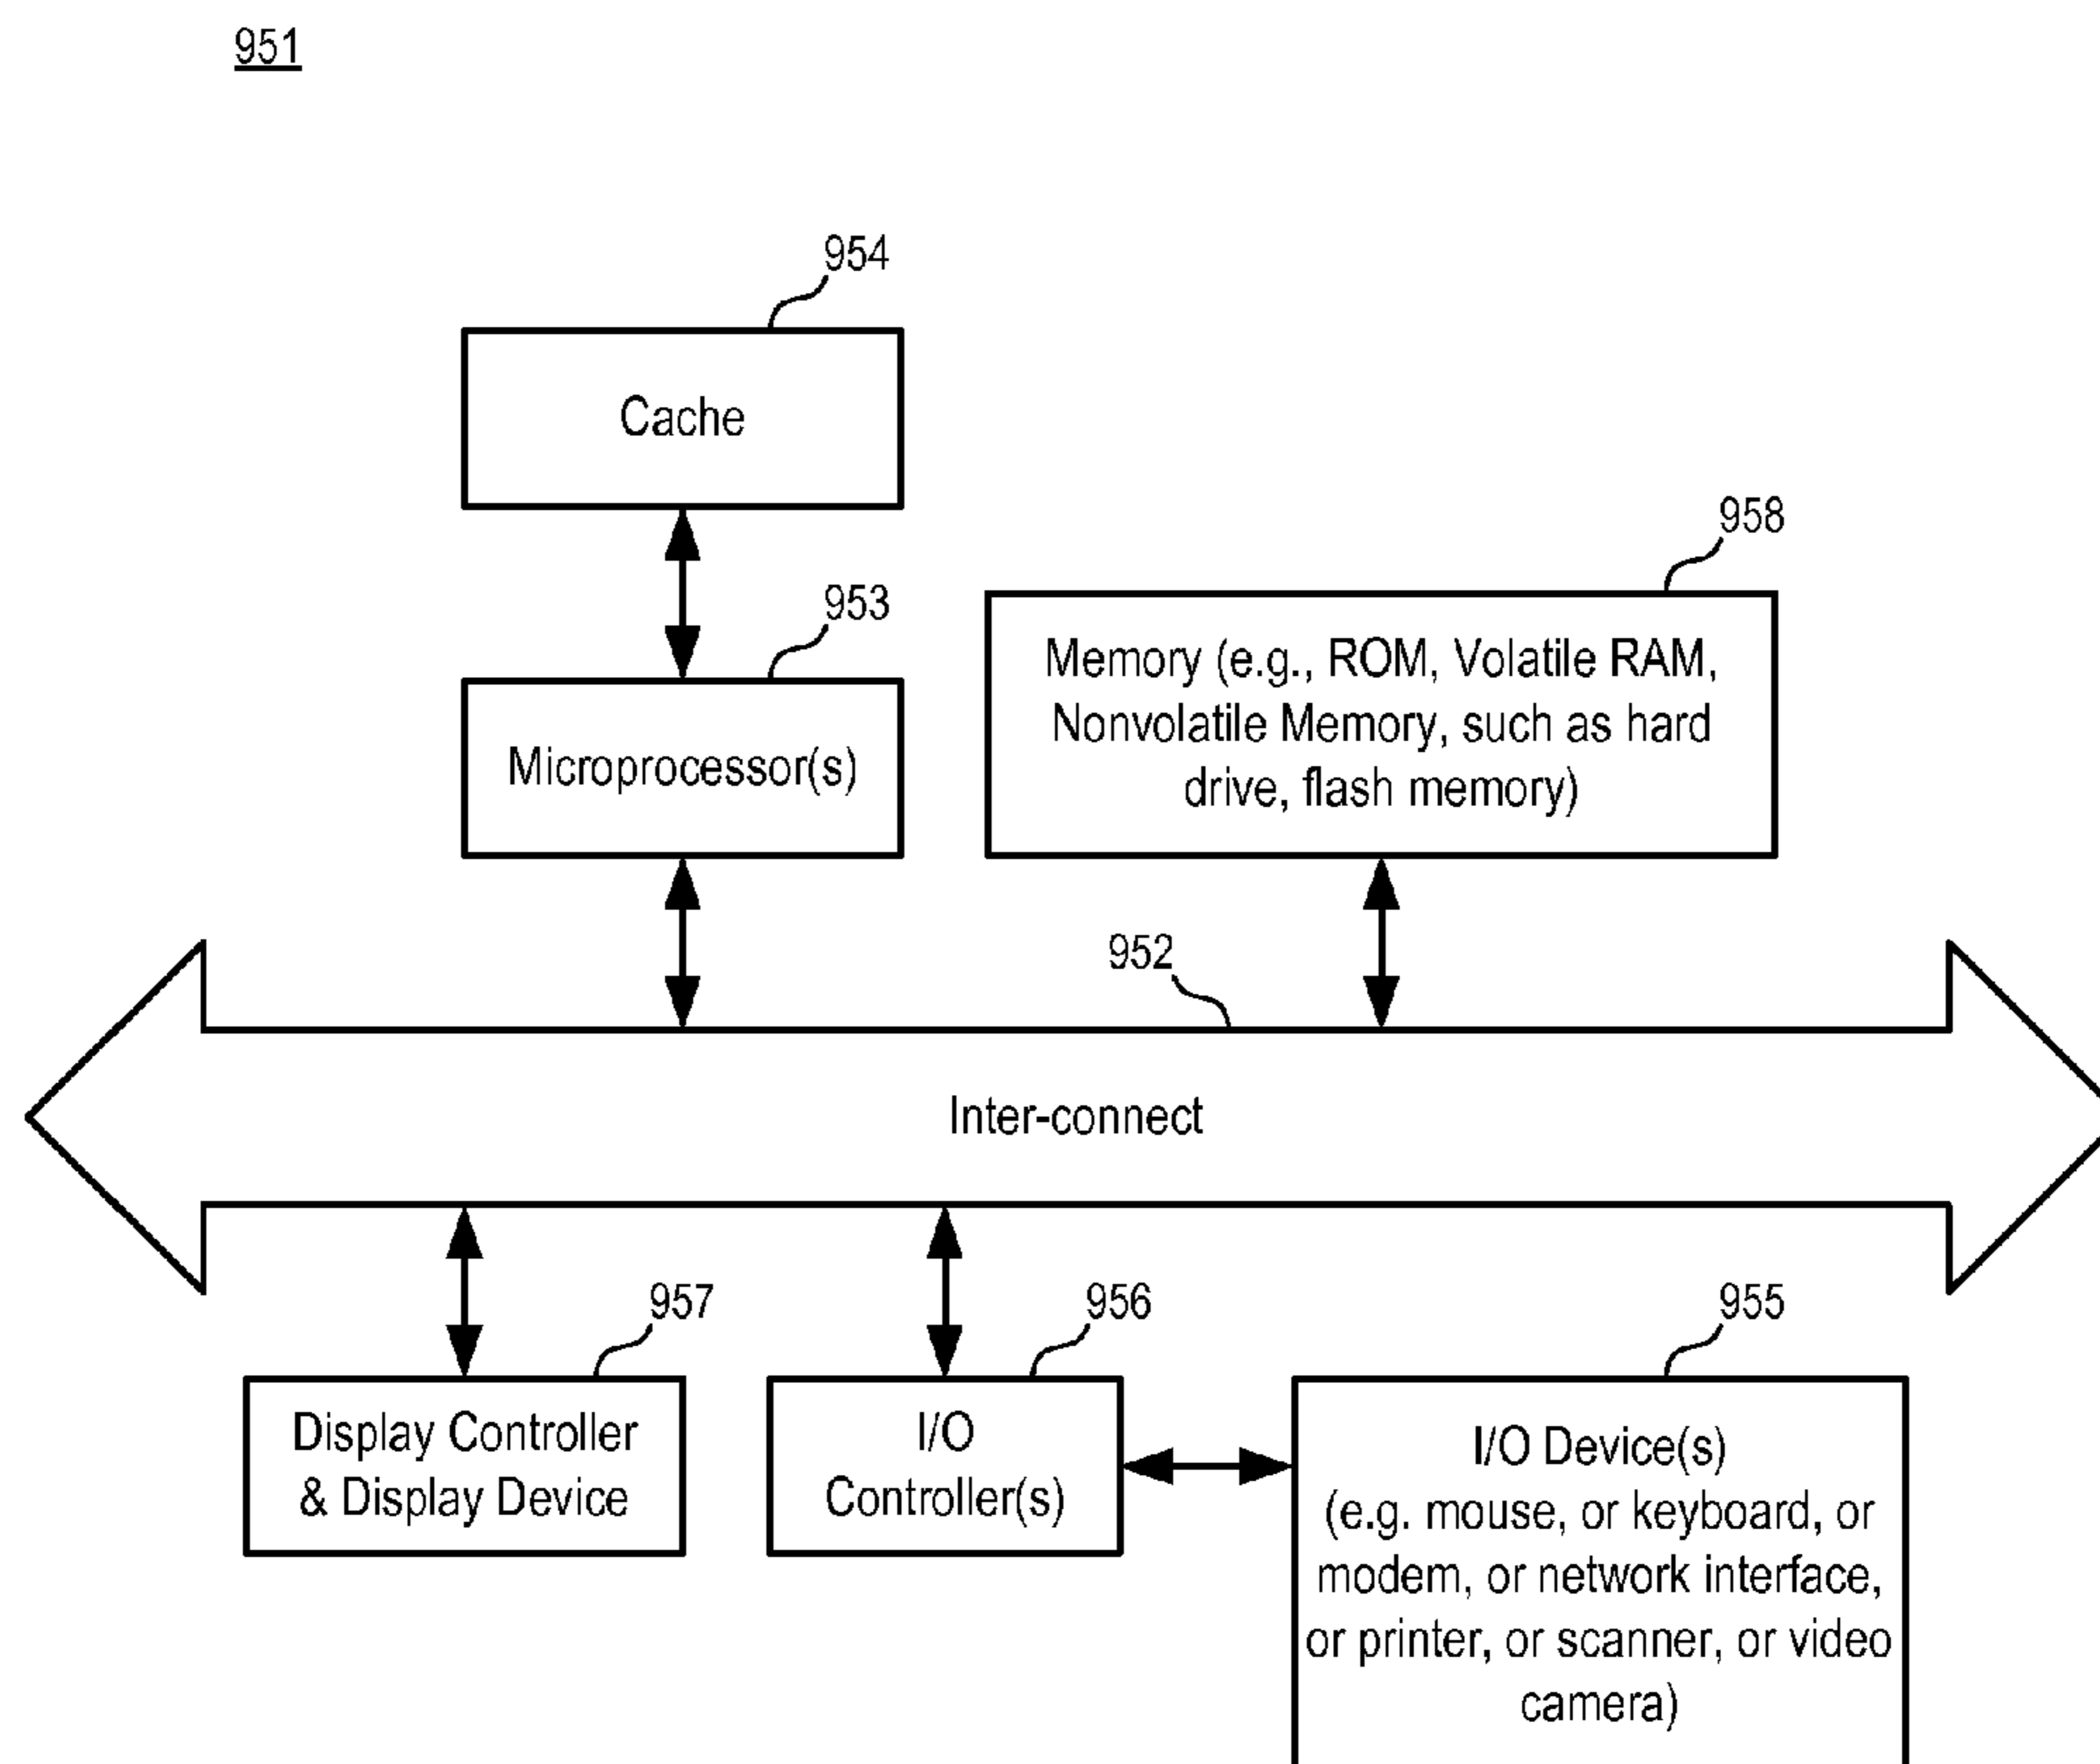 951
954
Cache
958
953
Memory (e.g., ROM, Volatile RAM,
Nonvolatile Memory, such as hard
drive, flash memory)
Microprocessor(s)
952
Inter-connect
957
956
955
Display Controller
& Display Device
I/O
Controller(s)
I/O Device(s)
(e.g. mouse, or keyboard, or
modem, or network interface,
or printer, or scanner, or video
camera)